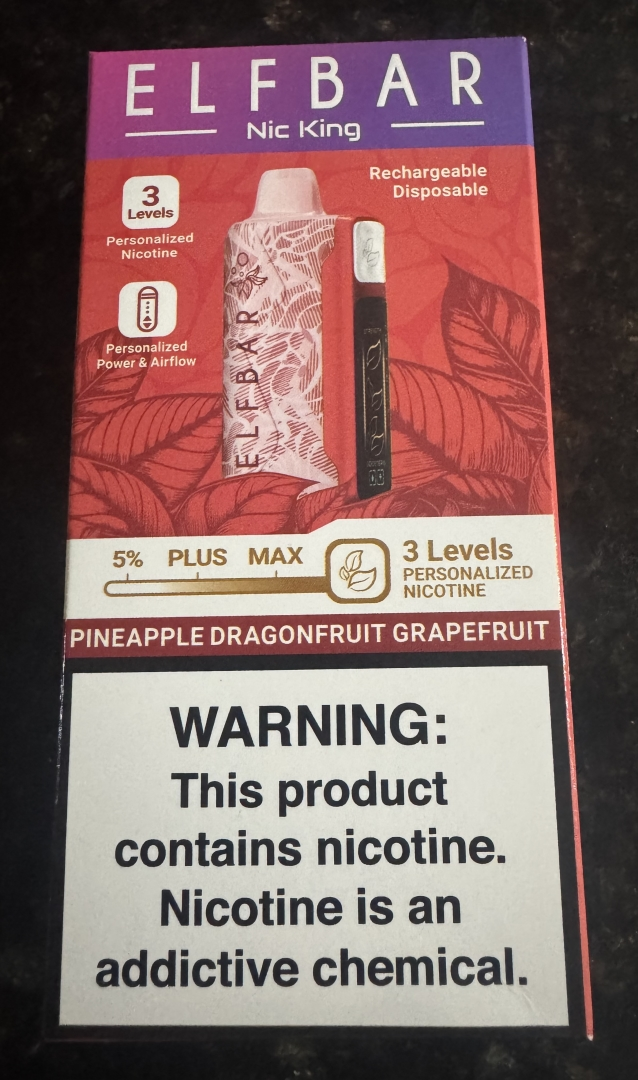 ELFBAR
Nic King
Rechargeable
Disposable
3
Levels
Personalized
Nicotine
Personalized
Power & Airflow
ELFBAR
5% PLUS MAX
3 Levels
PERSONALIZED
NICOTINE
PINEAPPLE DRAGONFRUIT GRAPEFRUIT
WARNING:
This product
contains nicotine.
Nicotine is an
addictive chemical.